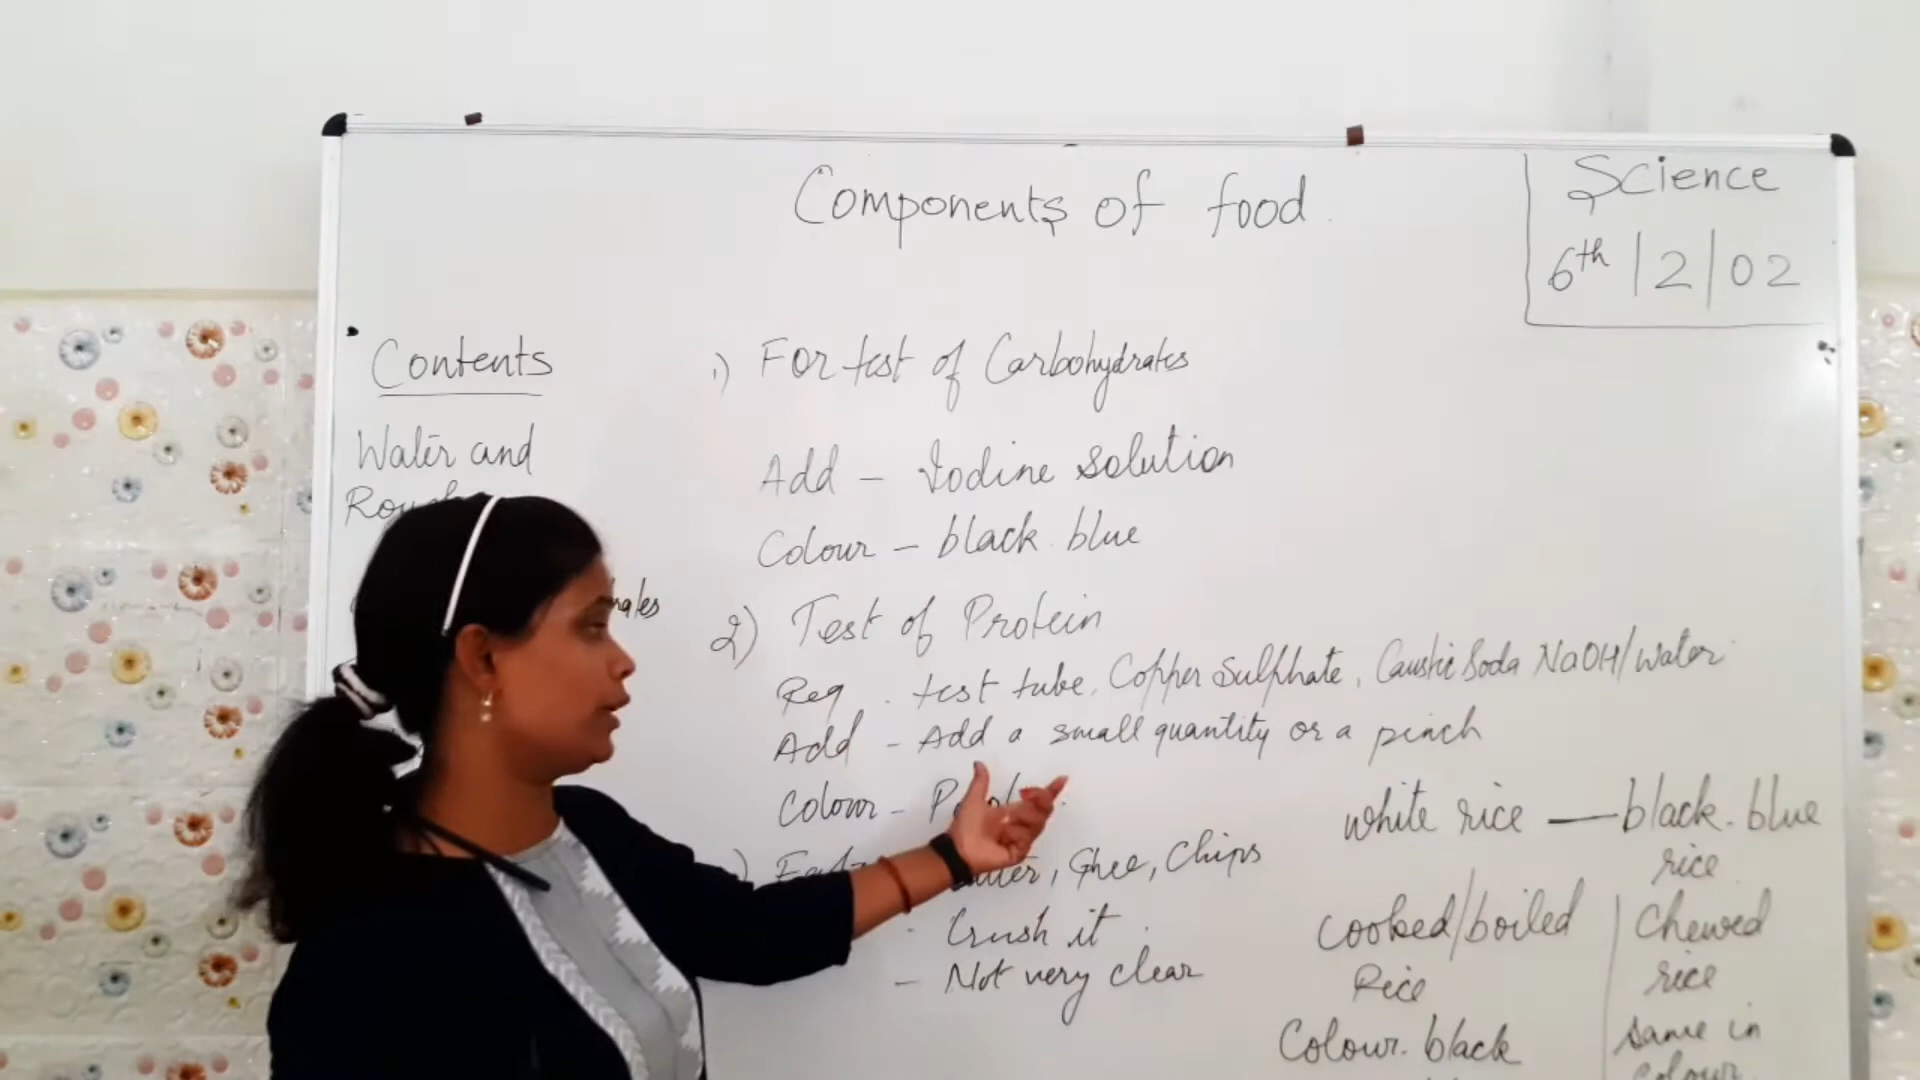 Components of food
Science
6th | 2 | 02
Contents
Water and
1) For test of Carbohydrates
Add - Iodine solution
Colour - black blue
2) Test of Protein
Req. test tube, Copper Sulphate, Caustic Soda NaOH/water
Add - Add a small quantity or a pinch
Colour -
Ghee, Chips
- Crush it
- Not very clear
white rice — black. blue
rice
cooked/boiled
Rice
Colour. black
Chewed
rice
same in
colour